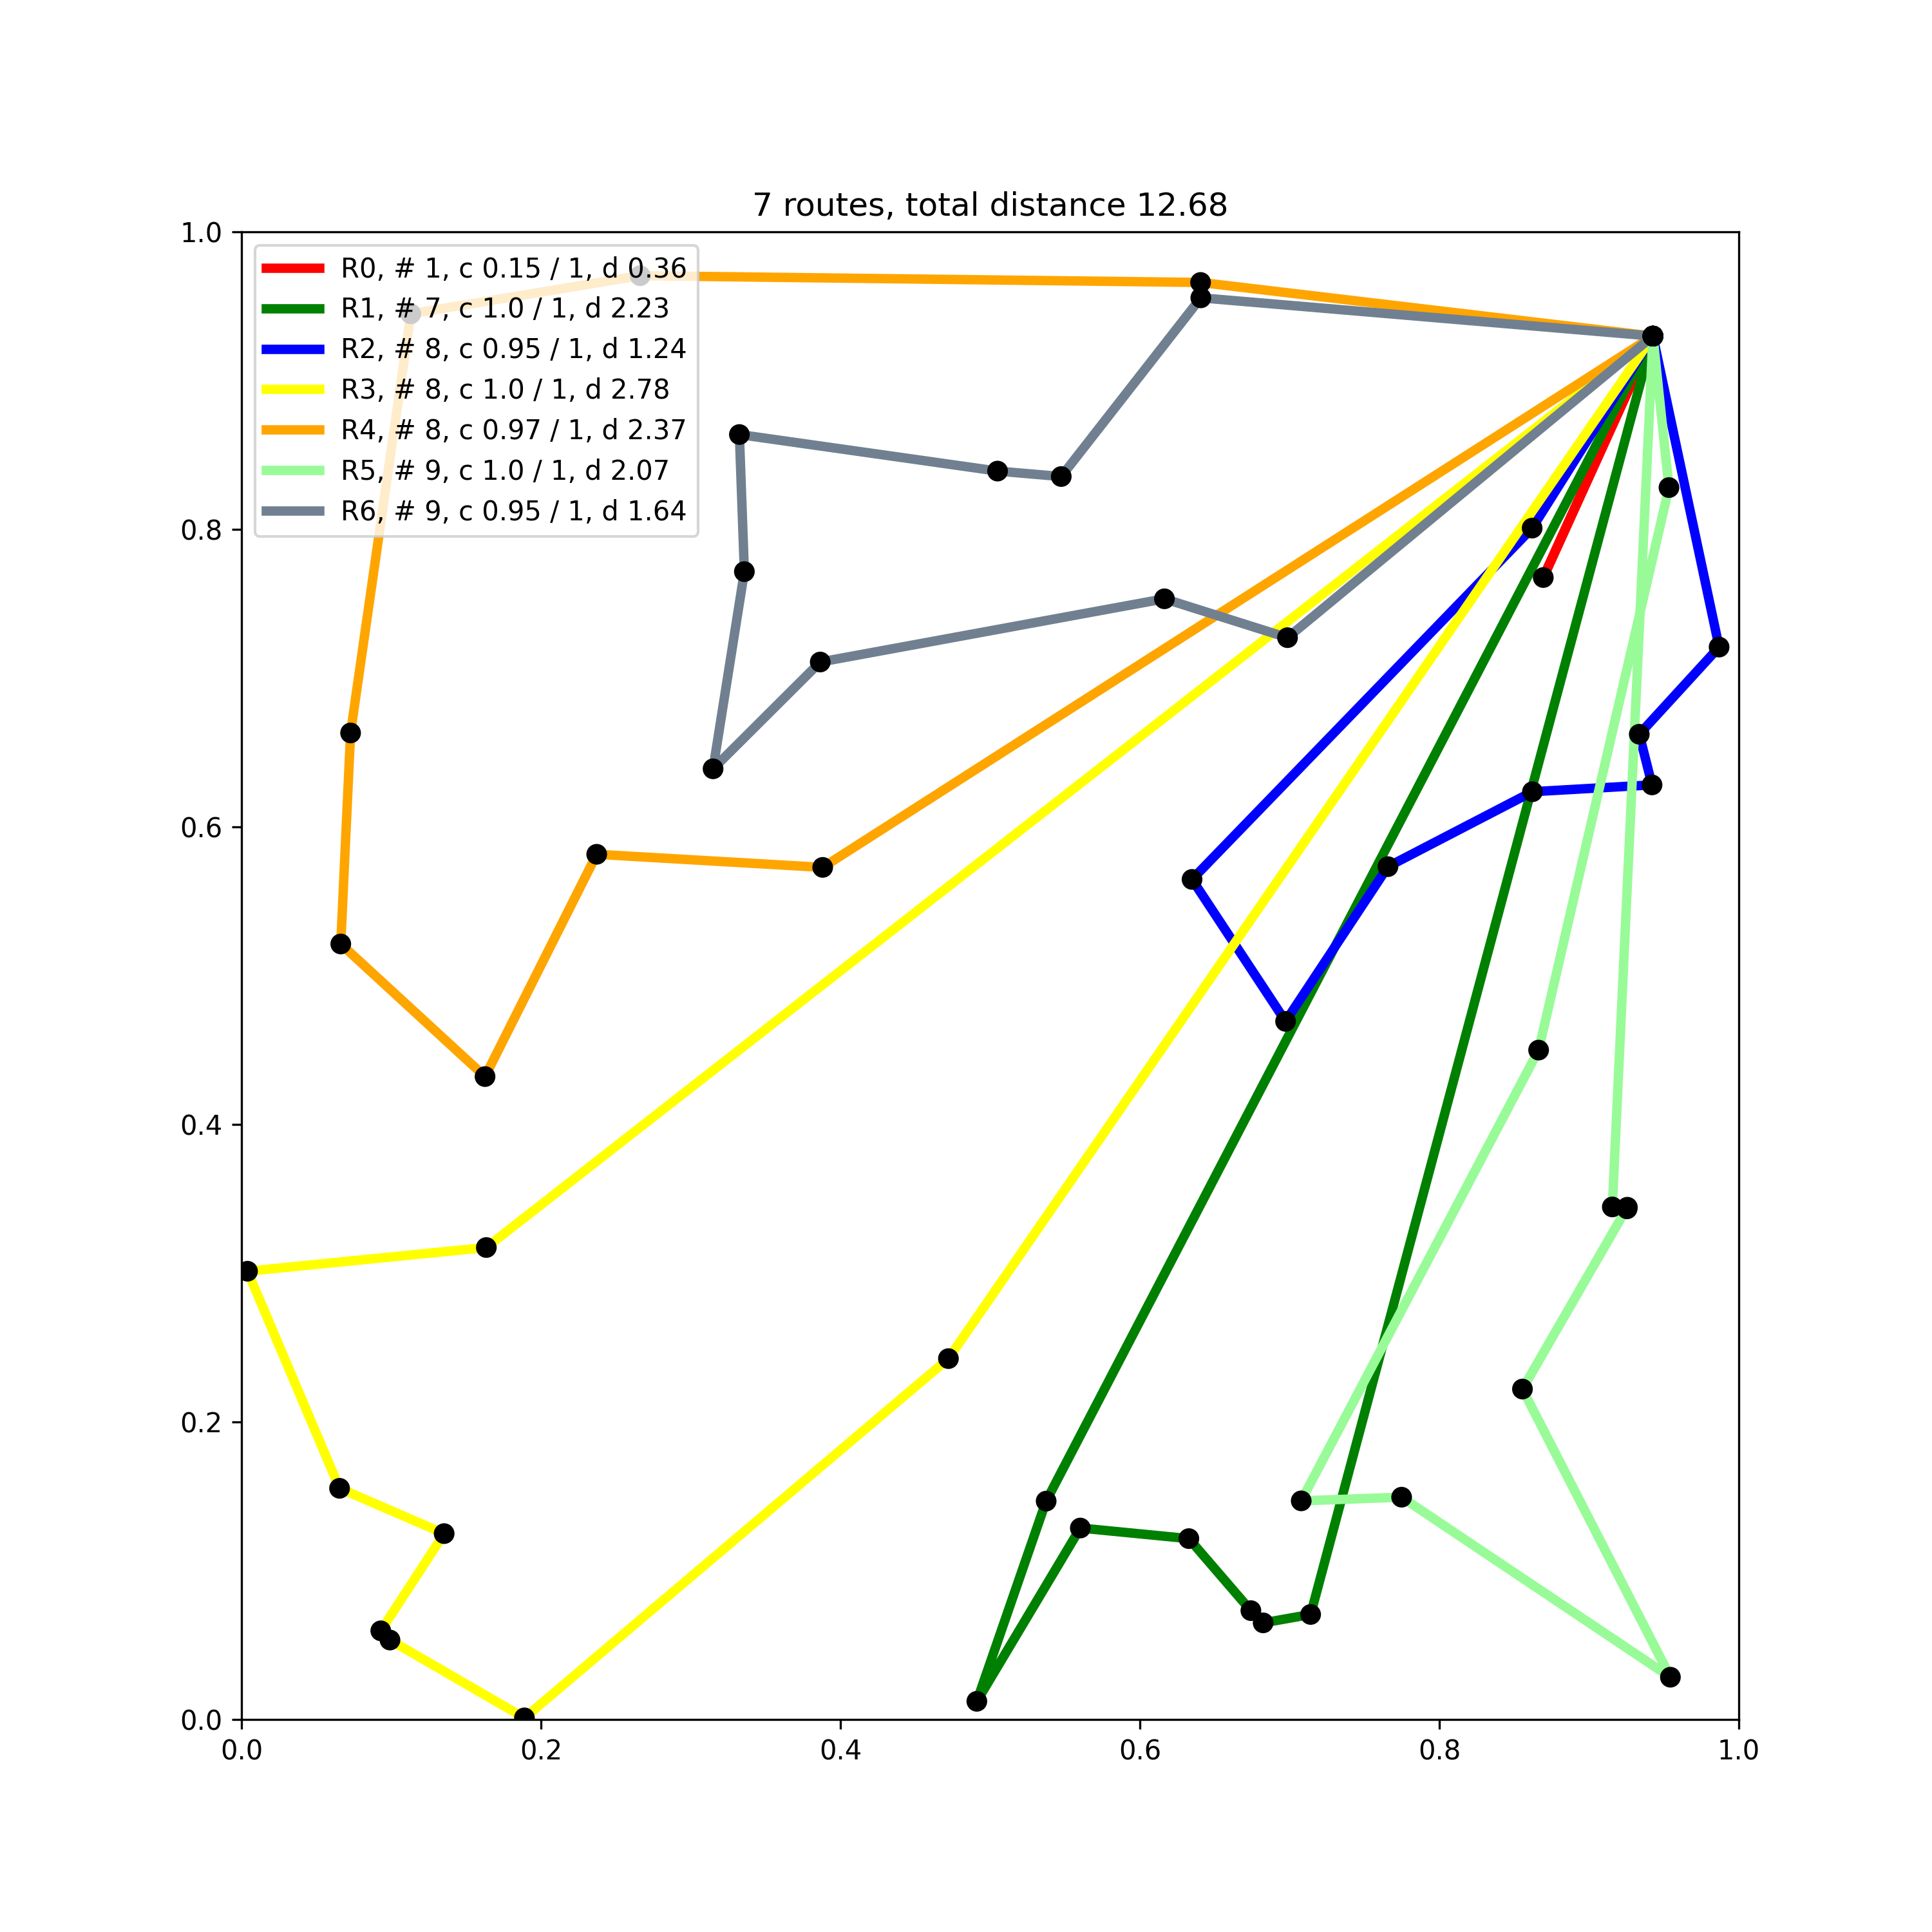 7 routes, total distance 12.68
1.0
R0, # 1, c 0.15 / 1, d 0.36
R1, # 7, c 1.0 / 1, d 2.23
R2, # 8, c 0.95 / 1, d 1.24
R3, # 8, c 1.0 / 1, d 2.78
R4, # 8, c 0.97 / 1, d 2.37
R5, # 9, c 1.0 / 1, d 2.07
R6, # 9, c 0.95 / 1, d 1.64
0.8
0.6
0.4
0.2
0.0
0.0 0.2 0.4 0.6 0.8 1.0